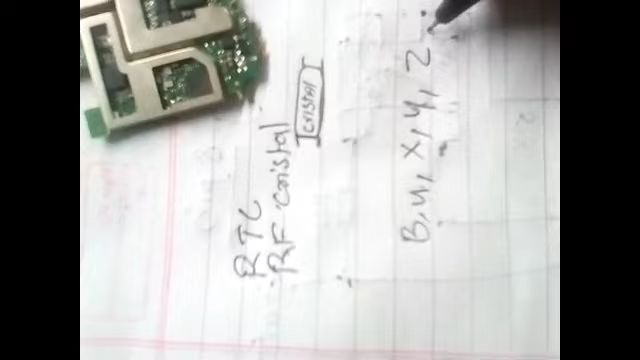 RTC
RF cristal
cristal
B, u, x, y, z